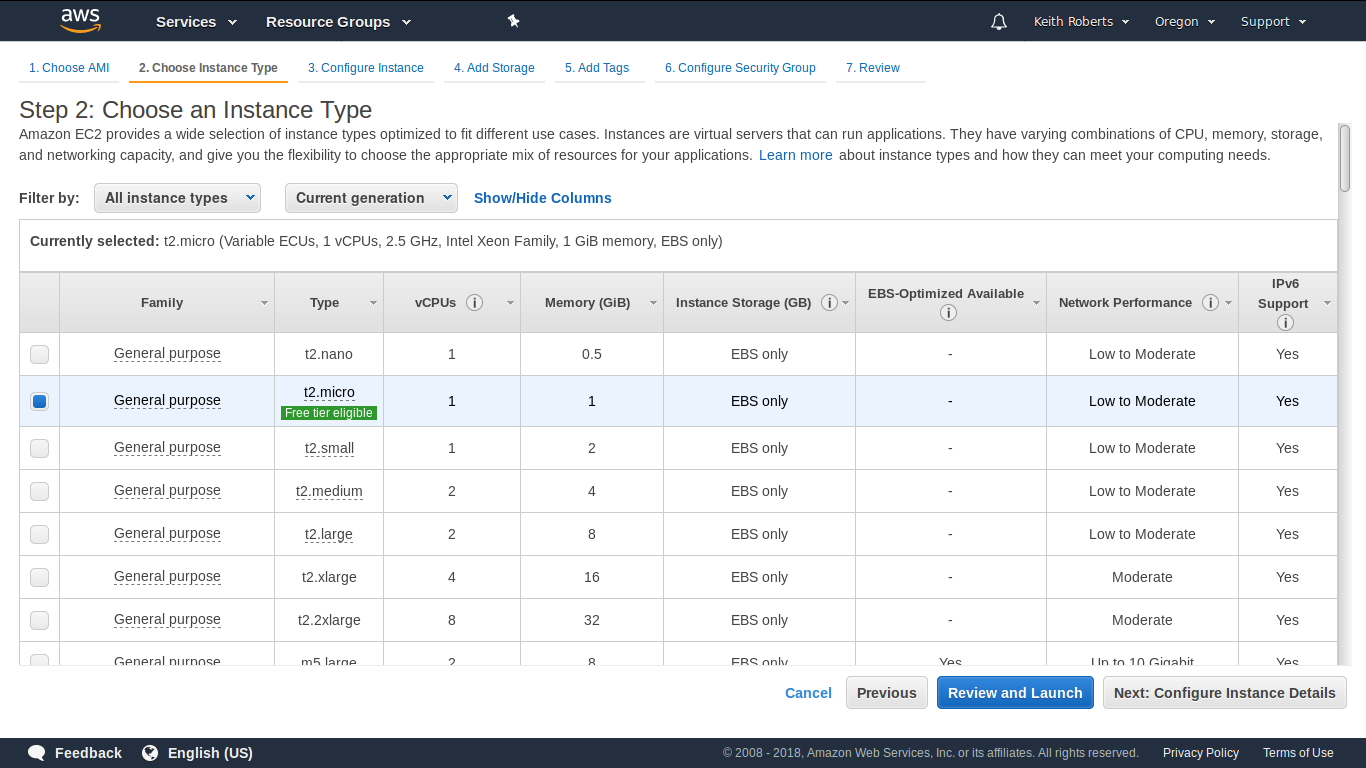 aws Services Resource Groups Keith Roberts Oregon Support
1. Choose AMI 2. Choose Instance Type 3. Configure Instance 4. Add Storage 5. Add Tags 6. Configure Security Group 7. Review
Step 2: Choose an Instance Type
Amazon EC2 provides a wide selection of instance types optimized to fit different use cases. Instances are virtual servers that can run applications. They have varying combinations of CPU, memory, storage,
and networking capacity, and give you the flexibility to choose the appropriate mix of resources for your applications. Learn more about instance types and how they can meet your computing needs.
Filter by: All instance types Current generation Show/Hide Columns
Currently selected: t2.micro (Variable ECUs, 1 vCPUs, 2.5 GHz, Intel Xeon Family, 1 GiB memory, EBS only)
Family Type vCPUs i Memory (GiB) Instance Storage (GB) i EBS-Optimized Available i Network Performance i IPv6 Support i
General purpose t2.nano 1 0.5 EBS only - Low to Moderate Yes
General purpose t2.micro Free tier eligible 1 1 EBS only - Low to Moderate Yes
General purpose t2.small 1 2 EBS only - Low to Moderate Yes
General purpose t2.medium 2 4 EBS only - Low to Moderate Yes
General purpose t2.large 2 8 EBS only - Low to Moderate Yes
General purpose t2.xlarge 4 16 EBS only - Moderate Yes
General purpose t2.2xlarge 8 32 EBS only - Moderate Yes
General purpose m5.large 2 8 EBS only Yes Up to 10 Gigabit Yes
Cancel Previous Review and Launch Next: Configure Instance Details
Feedback English (US) © 2008 - 2018, Amazon Web Services, Inc. or its affiliates. All rights reserved. Privacy Policy Terms of Use